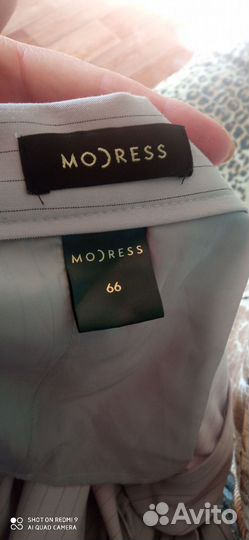 MODRESS
MODRESS
66
SHOT ON REDMI 9
AI QUAD CAMERA
Avito